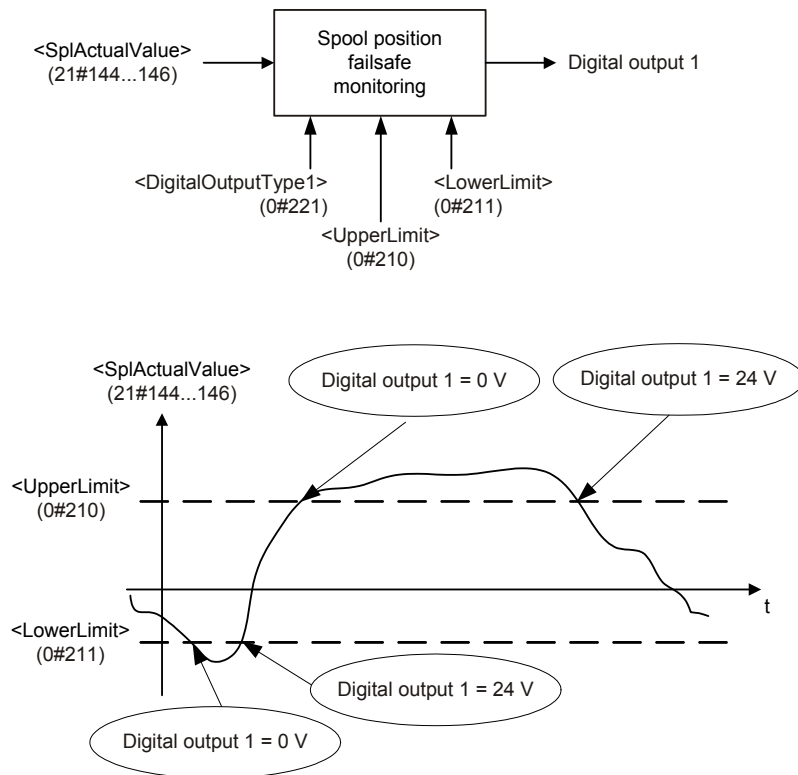 <SplActualValue>
(21#144...146)
Spool position
failsafe
monitoring
Digital output 1
<DigitalOutputType1>
(0#221)
<UpperLimit>
(0#210)
<LowerLimit>
(0#211)
<SplActualValue>
(21#144...146)
Digital output 1 = 0 V
Digital output 1 = 24 V
<UpperLimit>
(0#210)
t
<LowerLimit>
(0#211)
Digital output 1 = 24 V
Digital output 1 = 0 V